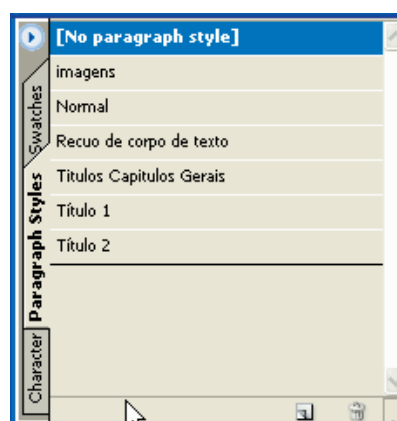 [No paragraph style]
imagens
Normal
Recuo de corpo de texto
Titulos Capitulos Gerais
Título 1
Título 2
Swatches
Paragraph Styles
Character